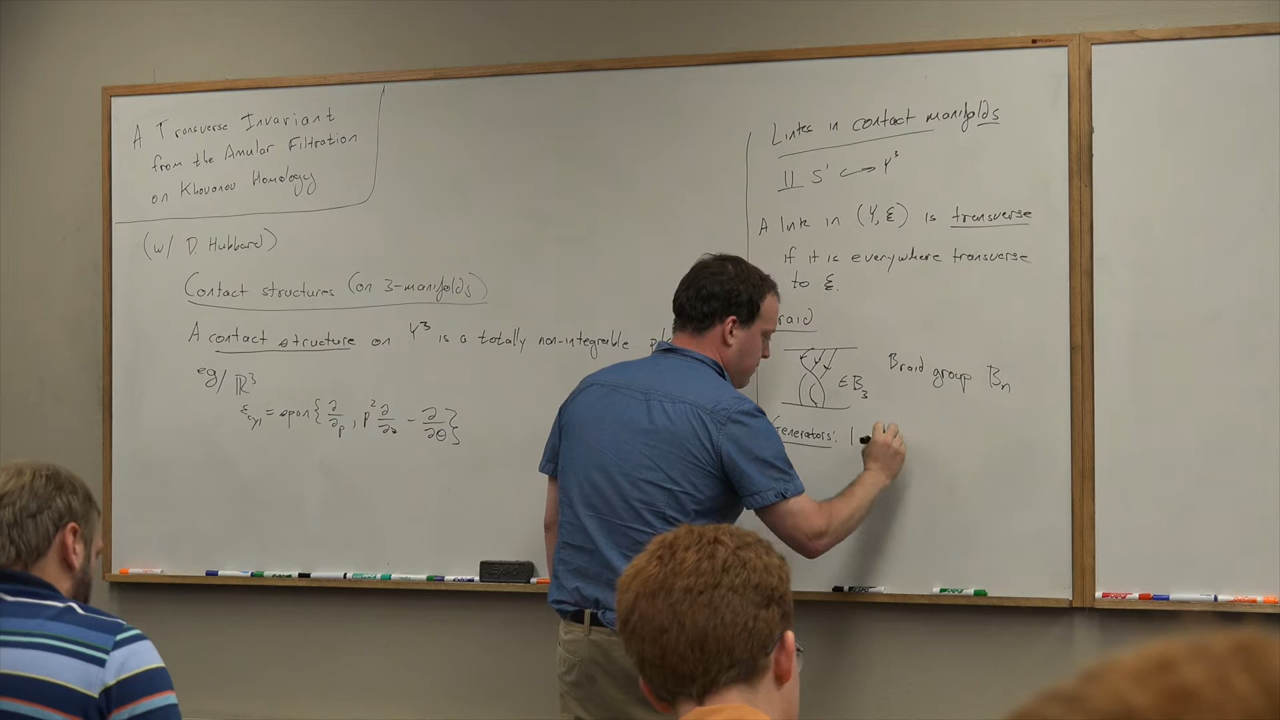 A Transverse Invariant
from the Annular Filtration
on Khovanov Homology
(w/ D. Hubbard)
Contact structures (on 3-manifolds)
A contact structure on Y³ is a totally non-integrable
eg/ ℝ³
ξ_cyl = span{∂/∂ρ, ρ² ∂/∂z − ∂/∂θ}
Links in contact manifolds
∐ S¹ ↪ Y³
A link in (Y, ξ) is transverse
if it is everywhere transverse
to ξ.
∈ B₃
Braid group Bₙ
Generators: